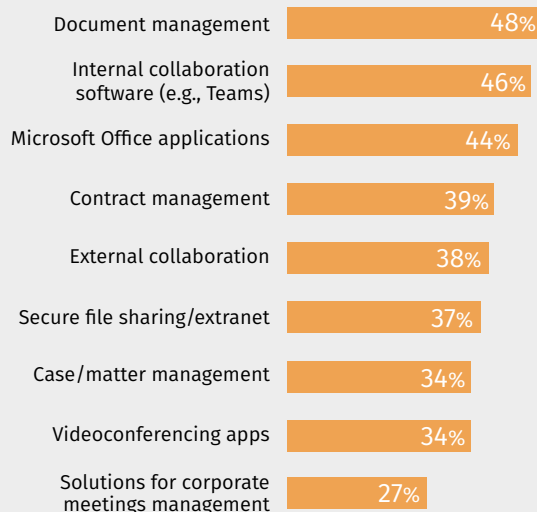 Document management
48%
Internal collaboration
software (e.g., Teams)
46%
Microsoft Office applications
44%
Contract management
39%
External collaboration
38%
Secure file sharing/extranet
37%
Case/matter management
34%
Videoconferencing apps
34%
Solutions for corporate
meetings management
27%